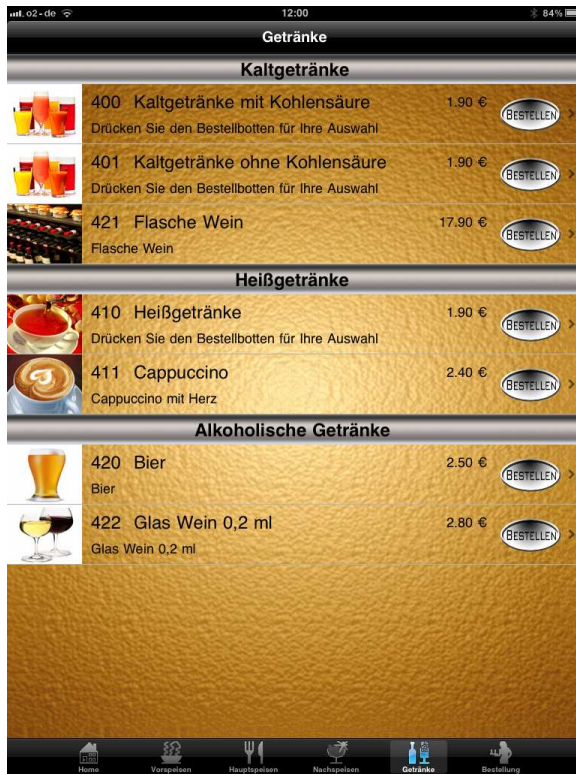 o2-de 12:00 84%
Getränke
Kaltgetränke
400 Kaltgetränke mit Kohlensäure 1.90 € BESTELLEN
Drücken Sie den Bestellbotten für Ihre Auswahl
401 Kaltgetränke ohne Kohlensäure 1.90 € BESTELLEN
Drücken Sie den Bestellbotten für Ihre Auswahl
421 Flasche Wein 17.90 € BESTELLEN
Flasche Wein
Heißgetränke
410 Heißgetränke 1.90 € BESTELLEN
Drücken Sie den Bestellbotten für Ihre Auswahl
411 Cappuccino 2.40 € BESTELLEN
Cappuccino mit Herz
Alkoholische Getränke
420 Bier 2.50 € BESTELLEN
Bier
422 Glas Wein 0,2 ml 2.80 € BESTELLEN
Glas Wein 0,2 ml
Home Vorspeisen Hauptspeisen Nachspeisen Getränke Bestellung